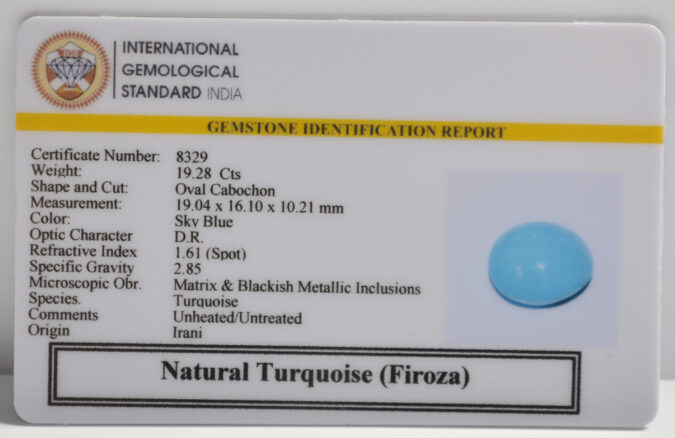 INTERNATIONAL
GEMOLOGICAL
STANDARD INDIA
GEMSTONE IDENTIFICATION REPORT
Certificate Number: 8329
Weight: 19.28 Cts
Shape and Cut: Oval Cabochon
Measurement: 19.04 x 16.10 x 10.21 mm
Color: Sky Blue
Optic Character D.R.
Refractive Index 1.61 (Spot)
Specific Gravity 2.85
Microscopic Obr. Matrix & Blackish Metallic Inclusions
Species. Turquoise
Comments Unheated/Untreated
Origin Irani
Natural Turquoise (Firoza)